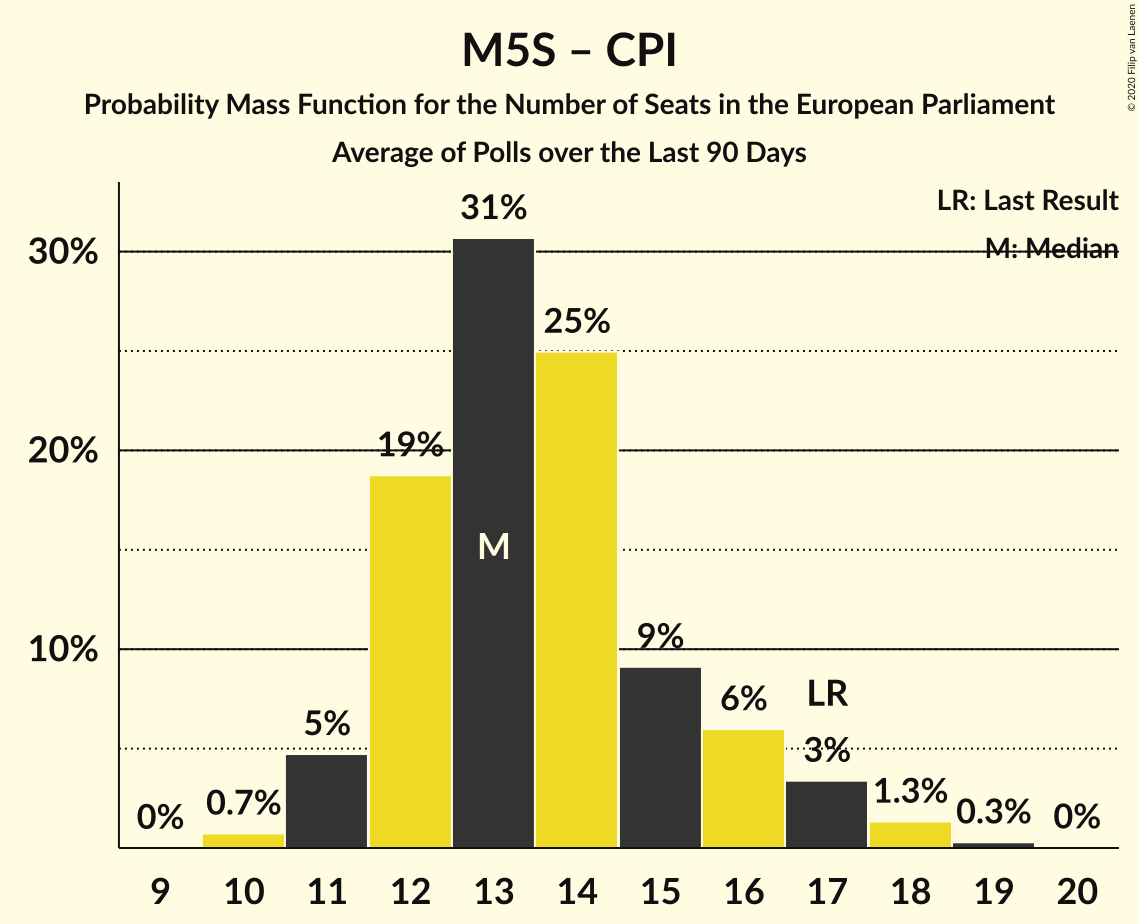 M5S – CPI
Probability Mass Function for the Number of Seats in the European Parliament
Average of Polls over the Last 90 Days
© 2020 Filip van Laenen
LR: Last Result
M: Median
30%
20%
10%
0%
0.7%
5%
19%
31%
M
25%
9%
6%
LR
3%
1.3%
0.3%
0%
9 10 11 12 13 14 15 16 17 18 19 20